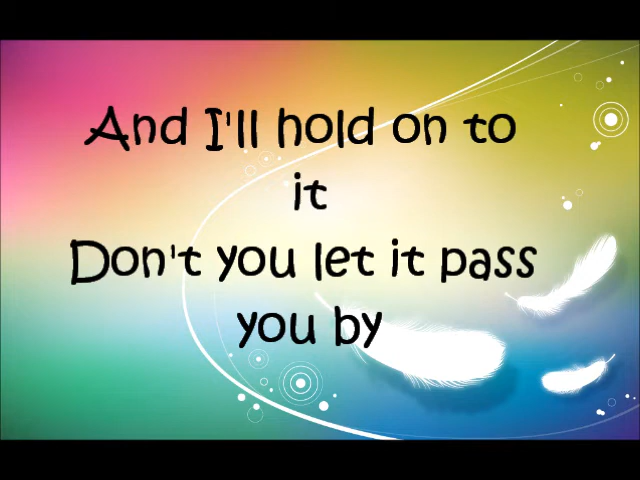 And I'll hold on to
it
Don't you let it pass
you by